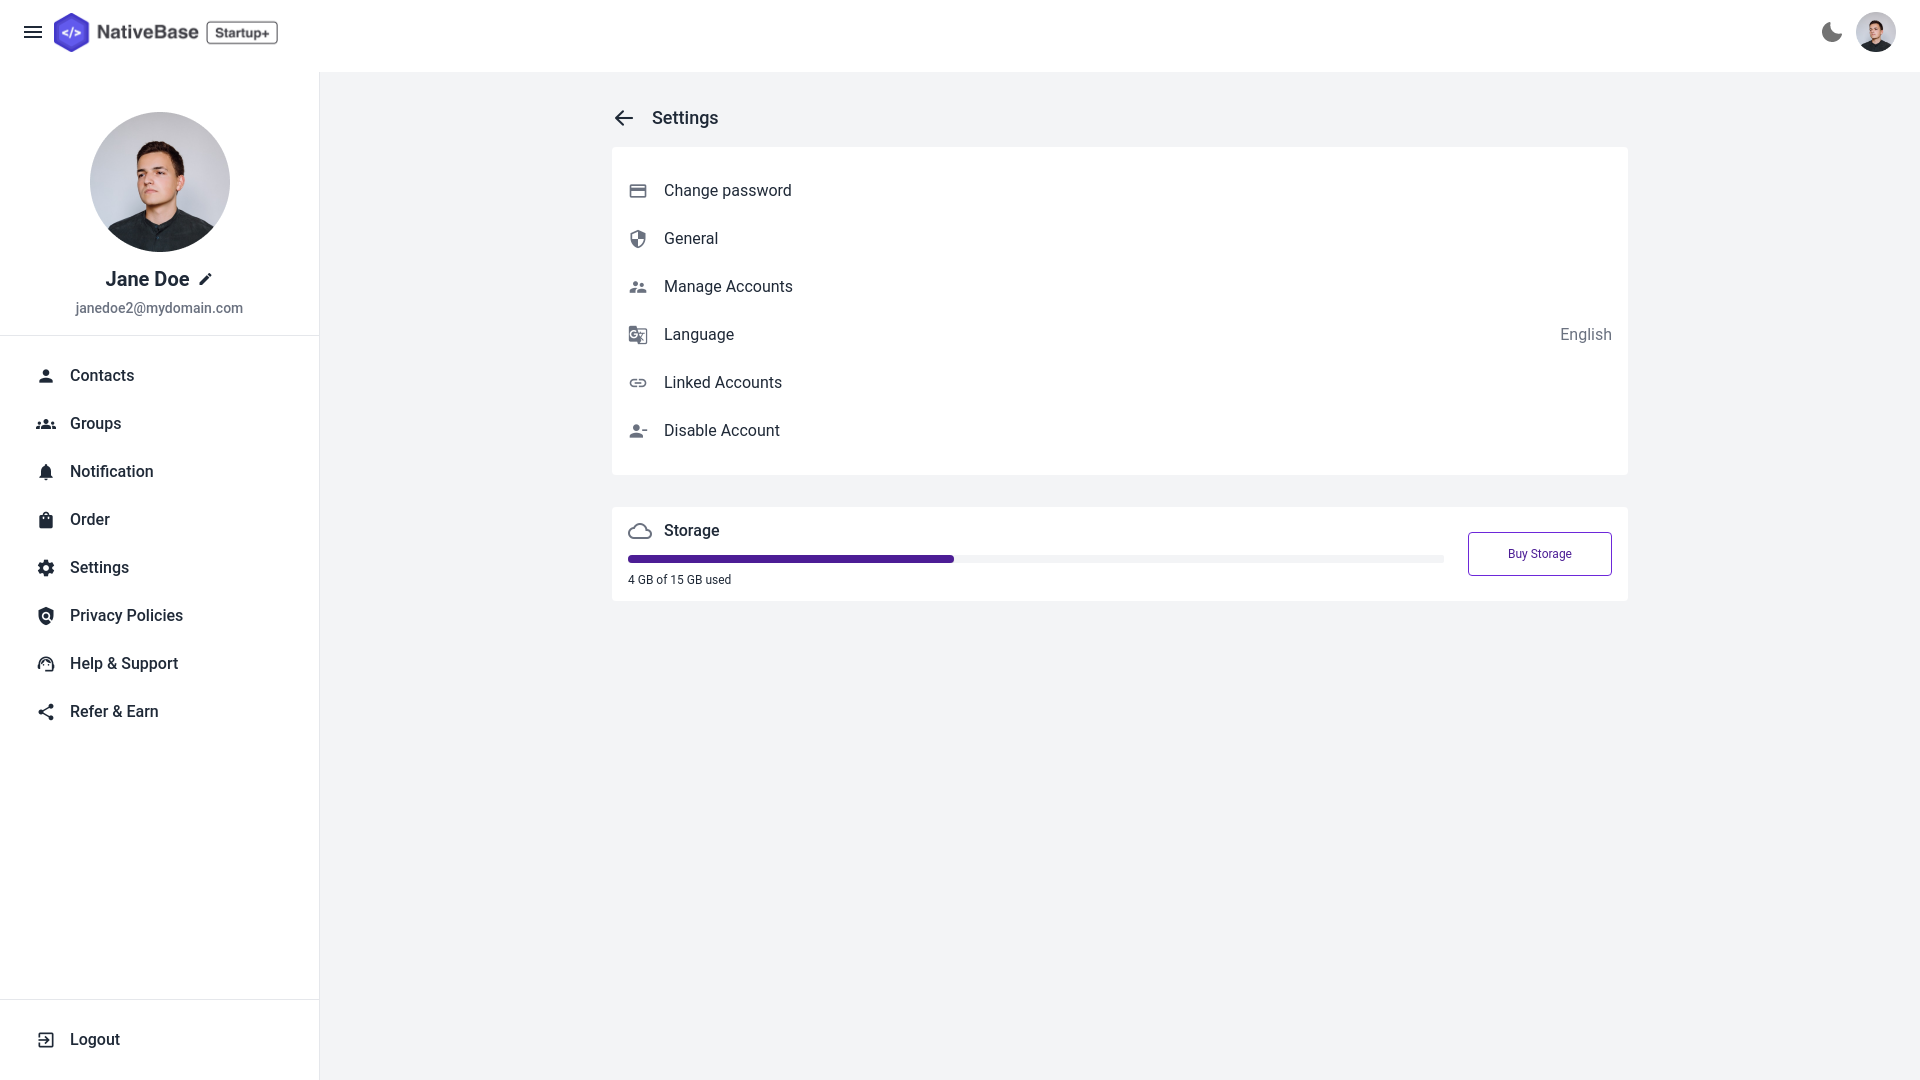 </> NativeBase Startup+
Jane Doe
janedoe2@mydomain.com
Contacts
Groups
Notification
Order
Settings
Privacy Policies
Help & Support
Refer & Earn
Logout
Settings
Change password
General
Manage Accounts
Language English
Linked Accounts
Disable Account
Storage
4 GB of 15 GB used
Buy Storage